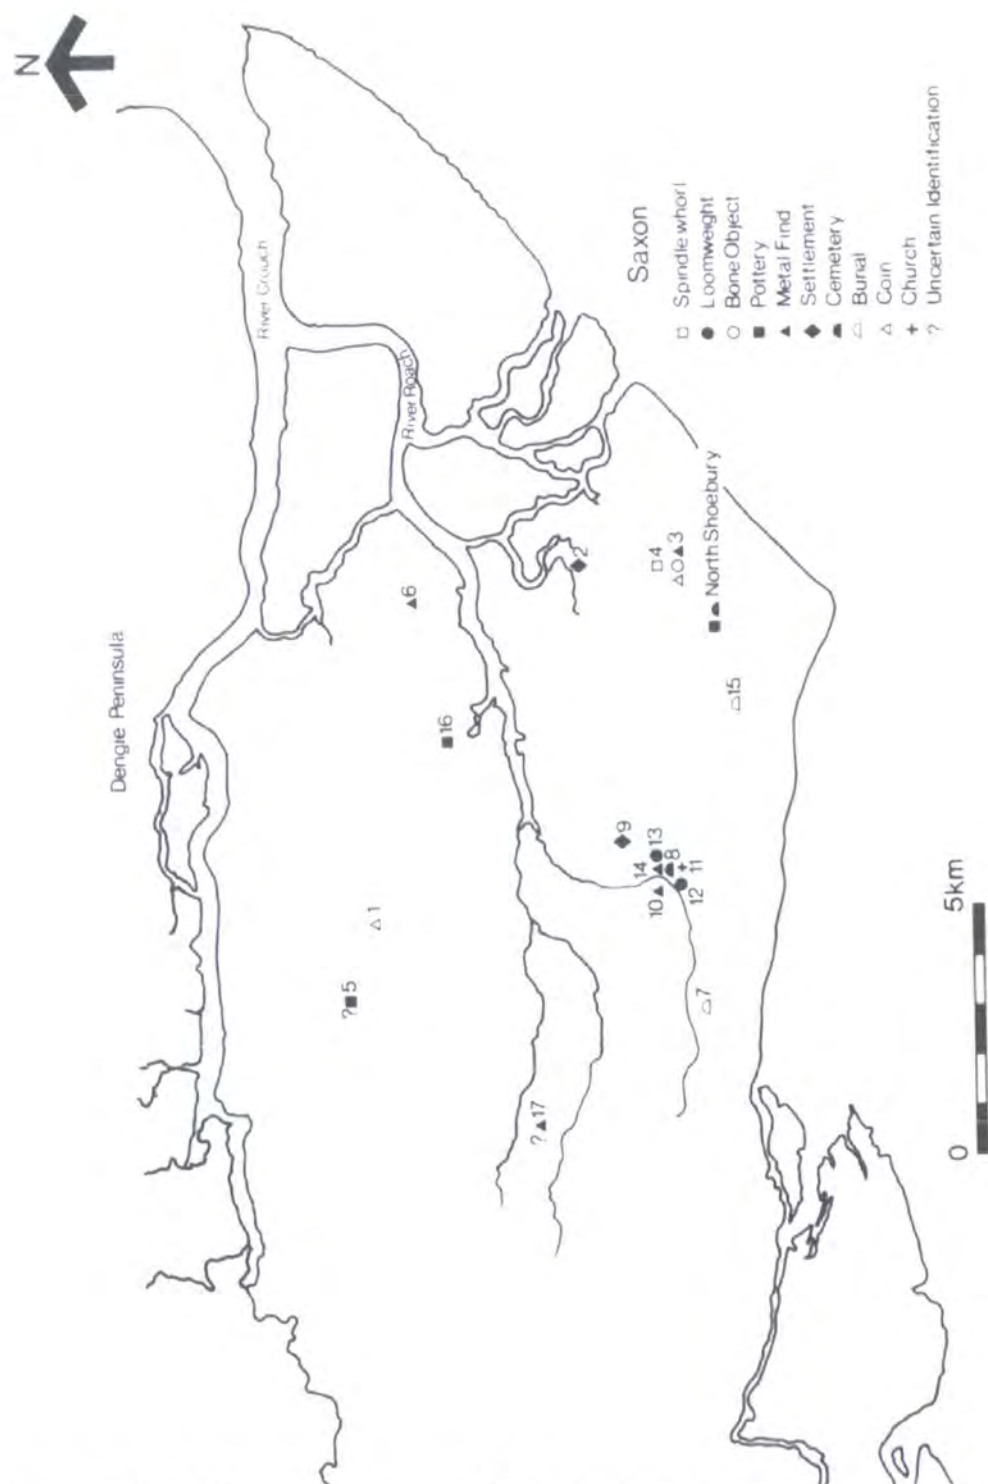 N
Dengie Peninsula
River Crouch
River Roach
6
16
1
?5
?17
2
4
3
North Shoebury
15
9
14 13
10 8
12 11
7
Saxon
Spindle whorl
Loomweight
Bone Object
Pottery
Metal Find
Settlement
Cemetery
Burial
Coin
Church
? Uncertain Identification
0 5km